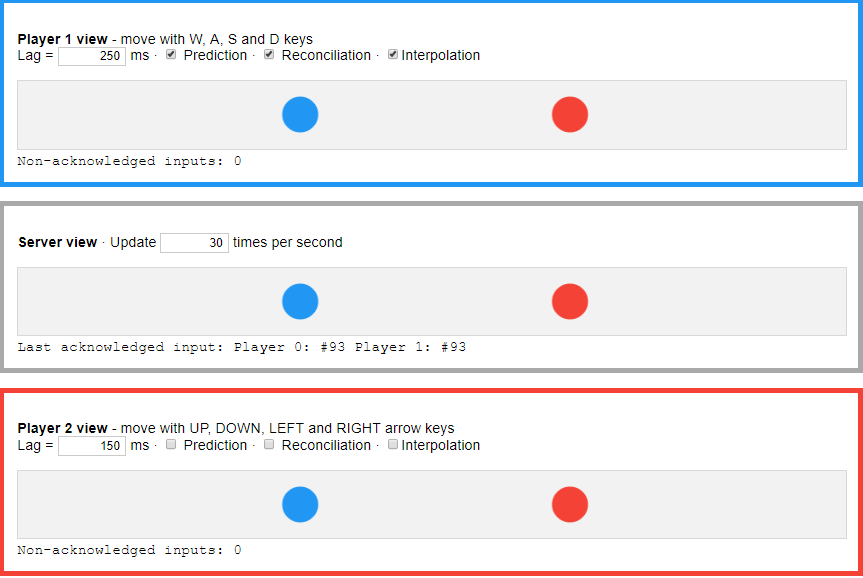 Player 1 view - move with W, A, S and D keys
Lag = 250 ms · Prediction · Reconciliation · Interpolation
Non-acknowledged inputs: 0
Server view · Update 30 times per second
Last acknowledged input: Player 0: #93 Player 1: #93
Player 2 view - move with UP, DOWN, LEFT and RIGHT arrow keys
Lag = 150 ms · Prediction · Reconciliation · Interpolation
Non-acknowledged inputs: 0